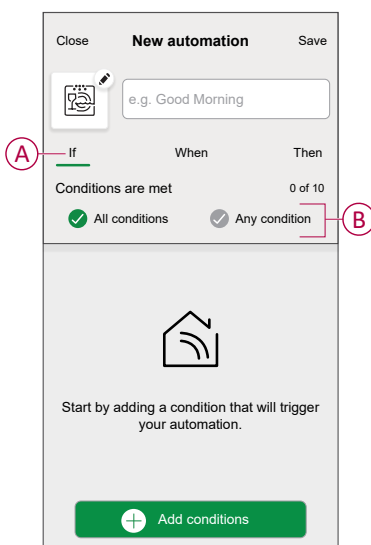 Close New automation Save
e.g. Good Morning
A If When Then
Conditions are met 0 of 10
All conditions Any condition B
Start by adding a condition that will trigger
your automation.
Add conditions